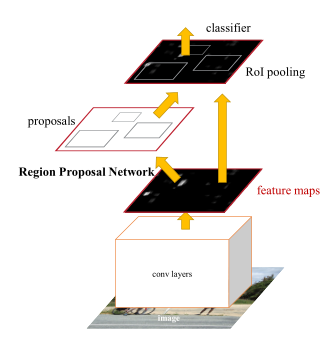 classifier
RoI pooling
proposals
Region Proposal Network
feature maps
conv layers
image